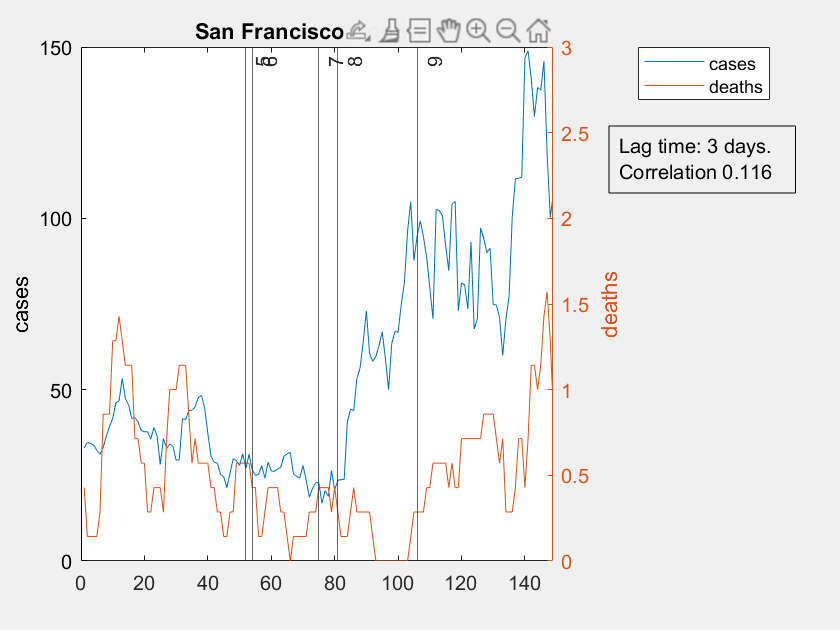 San Francisco
150
100
50
0
cases
0 20 40 60 80 100 120 140
5 6 7 8 9
3
2.5
2
1.5
1
0.5
0
deaths
cases
deaths
Lag time: 3 days.
Correlation 0.116